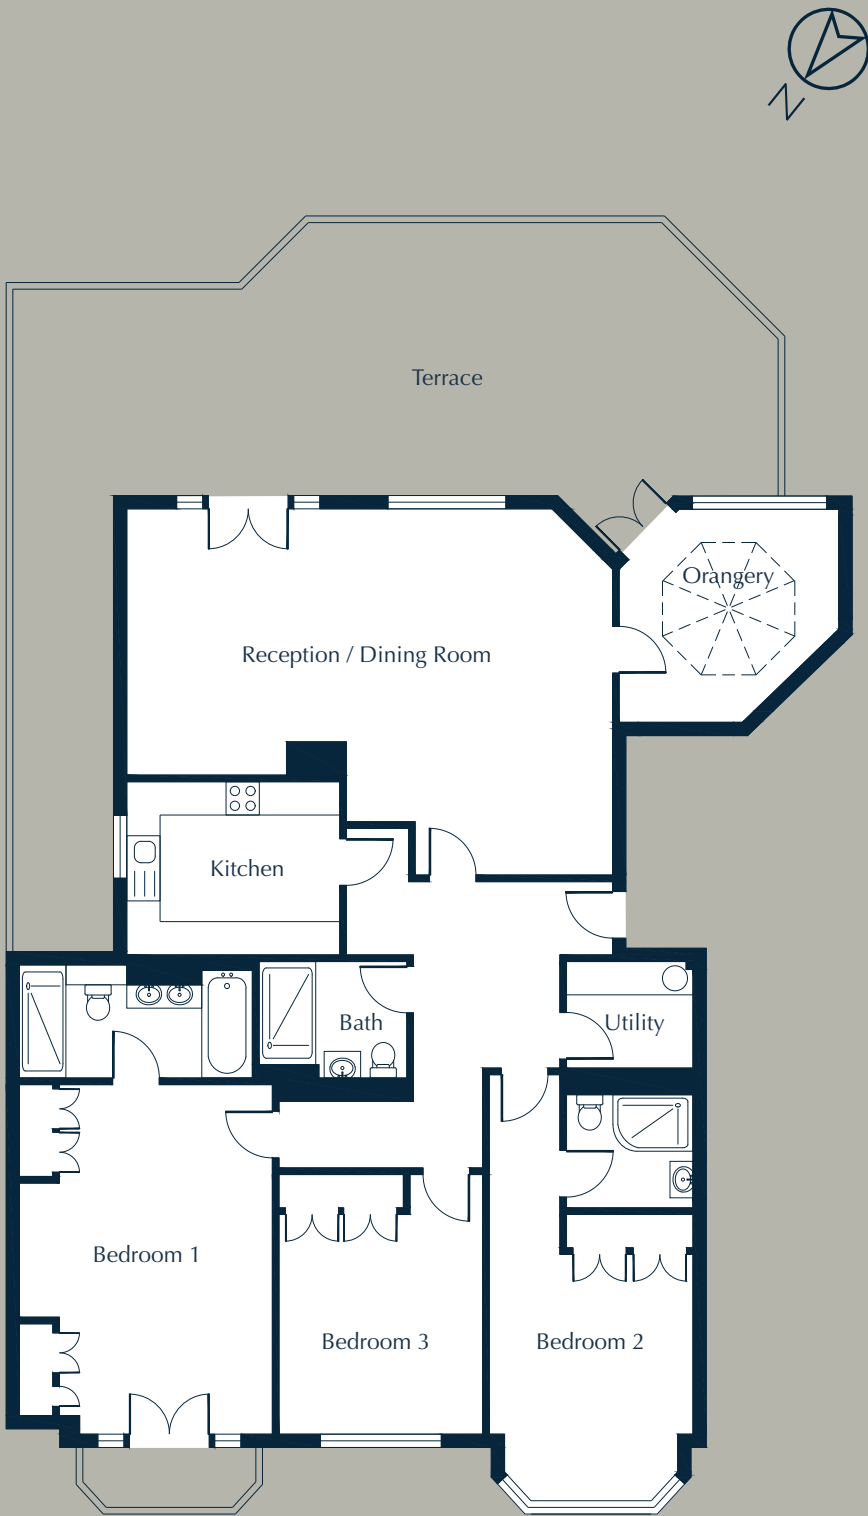 N
Terrace
Orangery
Reception / Dining Room
Kitchen
Bath
Utility
Bedroom 1
Bedroom 3
Bedroom 2